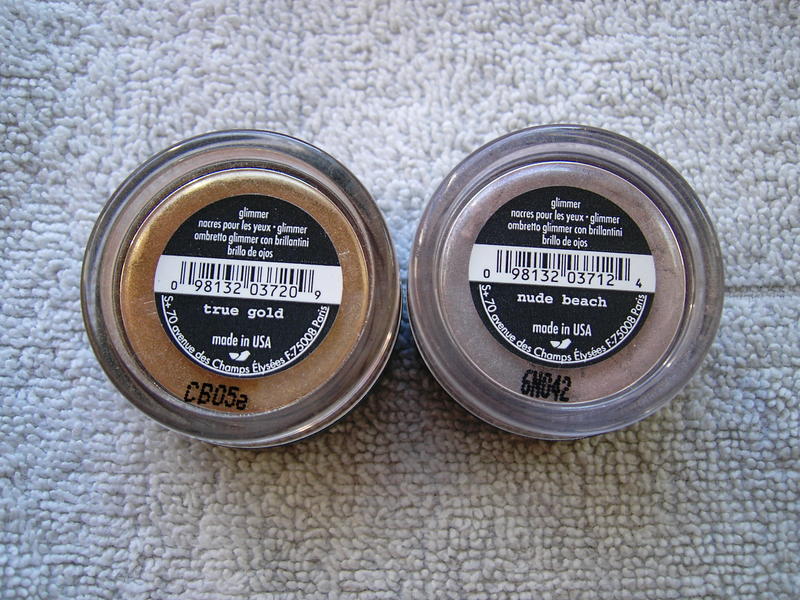 glimmer
nacres pour les yeux • glimmer
ombretto glimmer con brillantini
brillo de ojos
0 98132 03720 9
true gold
made in USA
S+ 70 avenue des Champs Élysées F-75008 Paris
CB05a
glimmer
nacres pour les yeux • glimmer
ombretto glimmer con brillantini
brillo de ojos
0 98132 03712 4
nude beach
made in USA
S+ 70 avenue des Champs Élysées F-75008 Paris
GN042